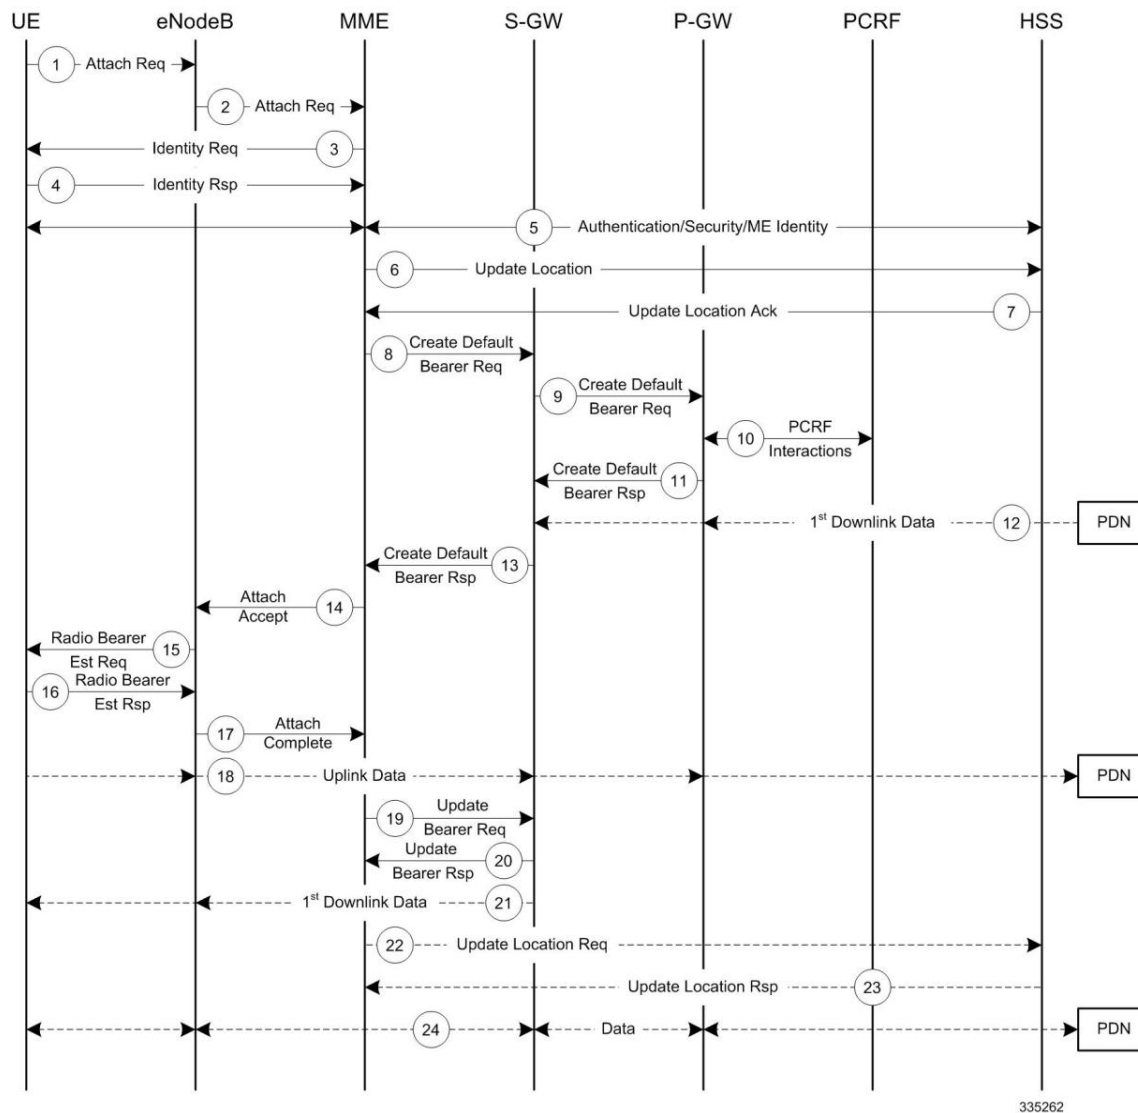 UE eNodeB MME S-GW P-GW PCRF HSS
1 Attach Req
2 Attach Req
Identity Req 3
4 Identity Rsp
5 Authentication/Security/ME Identity
6 Update Location
Update Location Ack 7
8 Create Default
Bearer Req
9 Create Default
Bearer Req
10 PCRF
Interactions
Create Default 11
Bearer Rsp
1st Downlink Data 12 PDN
Create Default 13
Bearer Rsp
Attach 14
Accept
Radio Bearer 15
Est Req
16 Radio Bearer
Est Rsp
17 Attach
Complete
18 Uplink Data PDN
19 Update
Bearer Req
Update 20
Bearer Rsp
1st Downlink Data 21
22 Update Location Req
Update Location Rsp 23
24 Data PDN
335262